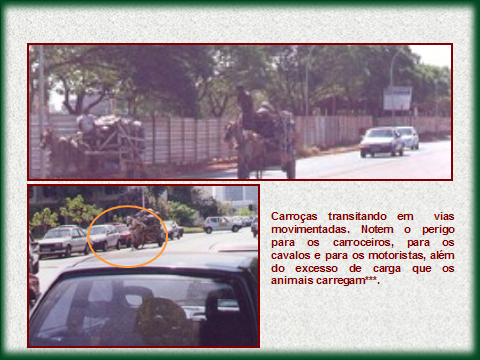 Carroças transitando em vias
movimentadas. Notem o perigo
para os carroceiros, para os
cavalos e para os motoristas, além
do excesso de carga que os
animais carregam***.